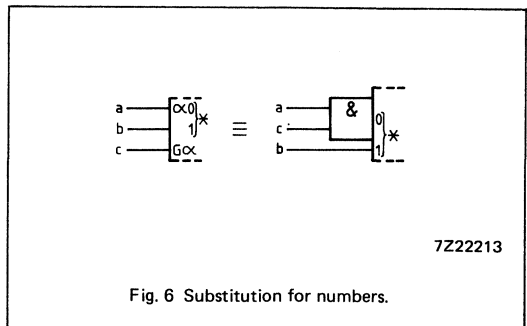 a α0 a &
b 1 } * ≡ c 0 } *
c Gα b 1
7Z22213
Fig. 6 Substitution for numbers.